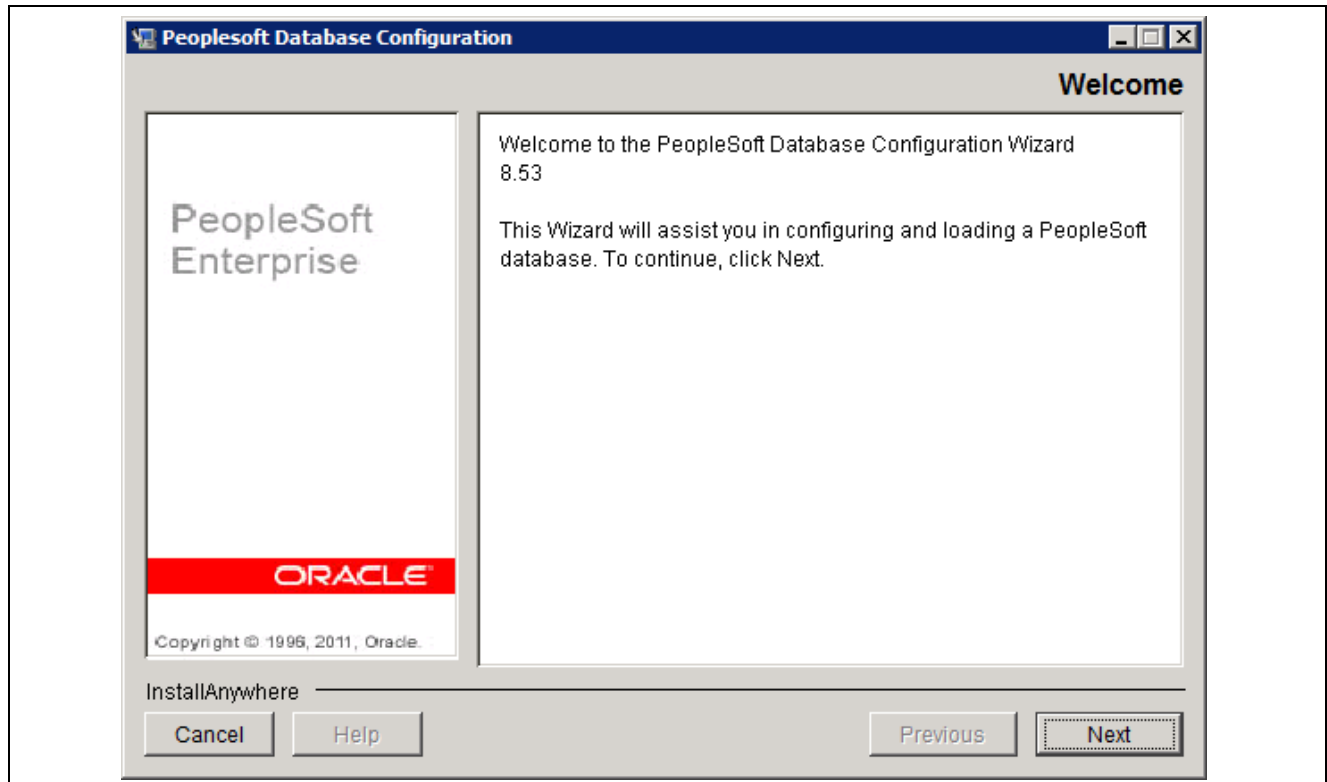 Peoplesoft Database Configuration
Welcome
PeopleSoft
Enterprise
ORACLE
Copyright © 1996, 2011, Oracle.
Welcome to the PeopleSoft Database Configuration Wizard
8.53
This Wizard will assist you in configuring and loading a PeopleSoft
database. To continue, click Next.
InstallAnywhere
Cancel Help Previous Next